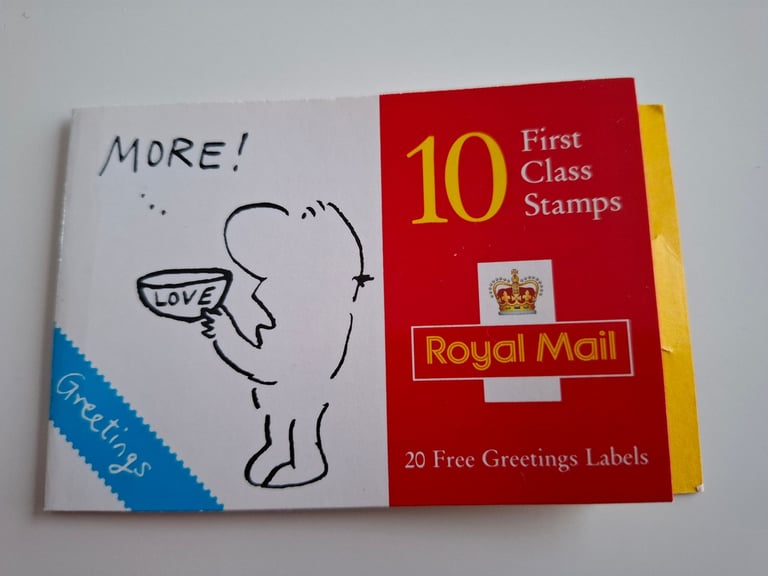 MORE!
LOVE
Greetings
10
First
Class
Stamps
Royal Mail
20 Free Greetings Labels